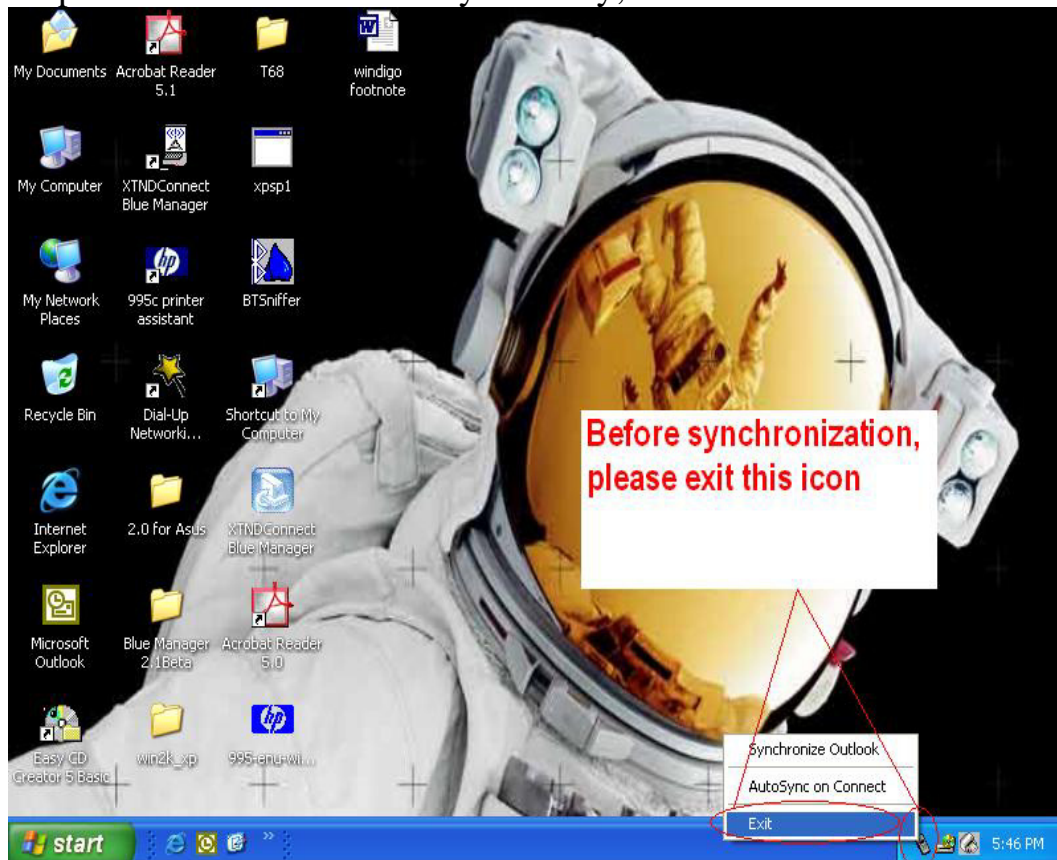 My Documents
Acrobat Reader
5.1
T68
windigo
footnote
My Computer
XTNDConnect
Blue Manager
xpsp1
My Network
Places
995c printer
assistant
BTSniffer
Recycle Bin
Dial-Up
Networki...
Shortcut to My
Computer
Before synchronization,
please exit this icon
Internet
Explorer
2.0 for Asus
XTNDConnect
Blue Manager
Microsoft
Outlook
Blue Manager
2.1Beta
Acrobat Reader
5.0
Easy CD
Creator 5 Basic
win2k_xp
995-enu-wi...
Synchronize Outlook
AutoSync on Connect
Exit
start
5:46 PM